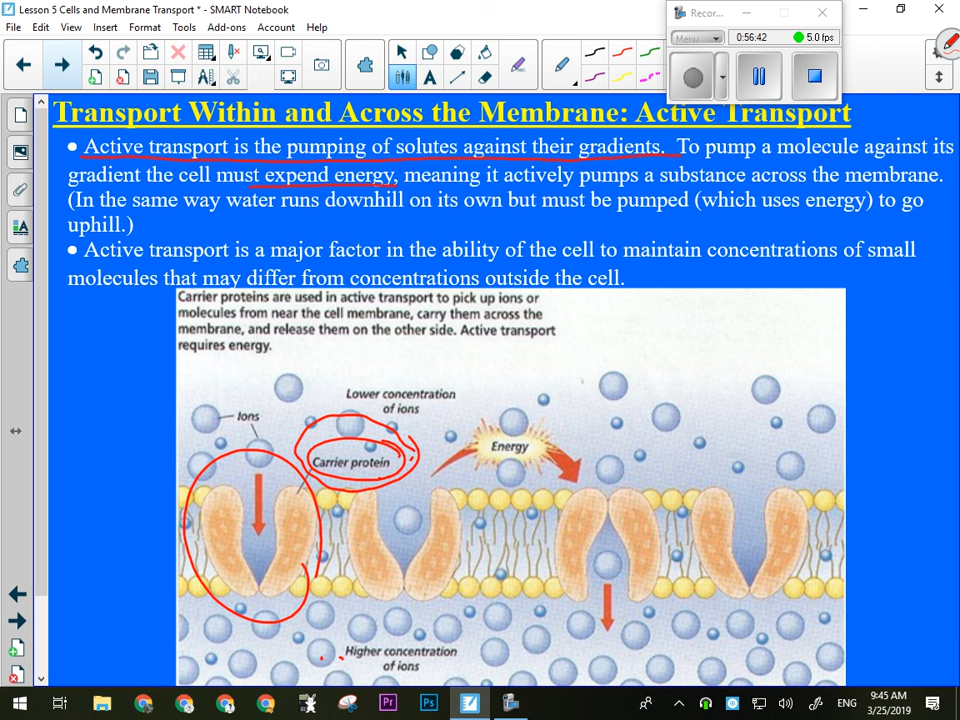 Lesson 5 Cells and Membrane Transport * - SMART Notebook
Recor...
File Edit View Insert Format Tools Add-ons Help
Menu
0:56:42
5.0 fps
Transport Within and Across the Membrane: Active Transport
• Active transport is the pumping of solutes against their gradients. To pump a molecule against its
gradient the cell must expend energy, meaning it actively pumps a substance across the membrane.
(In the same way water runs downhill on its own but must be pumped (which uses energy) to go
uphill.)
• Active transport is a major factor in the ability of the cell to maintain concentrations of small
molecules that may differ from concentrations outside the cell.
Carrier proteins are used in active transport to pick up ions or
molecules from near the cell membrane, carry them across the
membrane, and release them on the other side. Active transport
requires energy.
Lower concentration
of ions
Ions
Energy
Carrier protein
Higher concentration
of ions
Pr
Ps
ENG
9:45 AM
3/25/2019